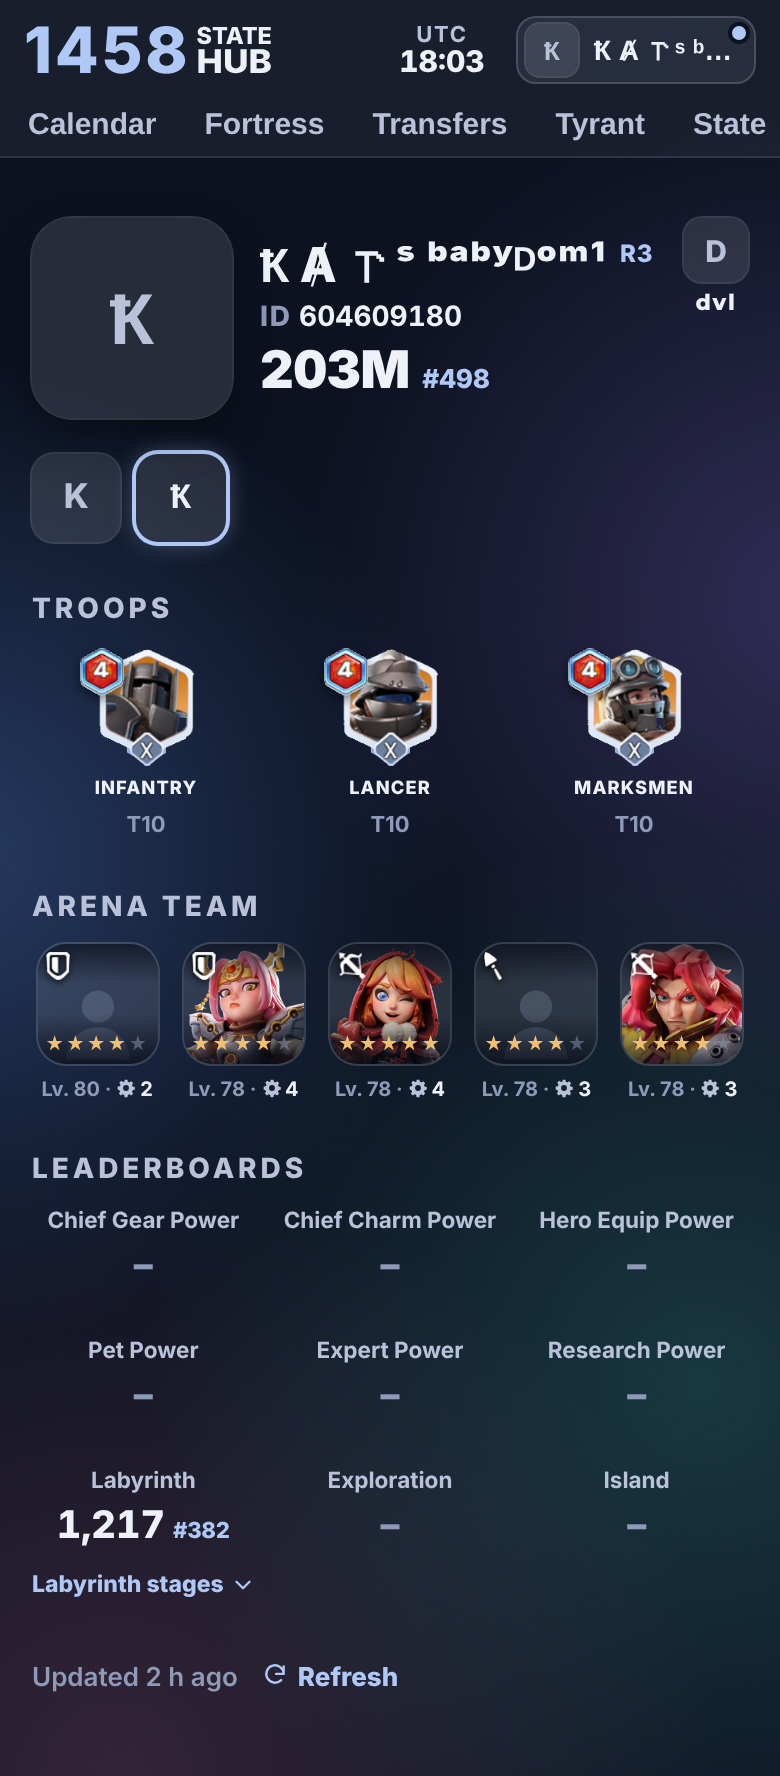 1458 STATE HUB
UTC
18:03
ꝁ
ꝁ Ⱥ Ͳ ˢ ᵇ...
Calendar Fortress Transfers Tyrant State
ꝁ
ꝁ Ⱥ Ͳ ˢ ᵇᵃᵇʸDᵒᵐ¹ R3
D
dvl
ID 604609180
203M #498
K
ꝁ
TROOPS
4 4 4
X X X
INFANTRY LANCER MARKSMEN
T10 T10 T10
ARENA TEAM
Lv. 80 · 2 Lv. 78 · 4 Lv. 78 · 4 Lv. 78 · 3 Lv. 78 · 3
LEADERBOARDS
Chief Gear Power Chief Charm Power Hero Equip Power
– – –
Pet Power Expert Power Research Power
– – –
Labyrinth Exploration Island
1,217 #382 – –
Labyrinth stages
Updated 2 h ago Refresh